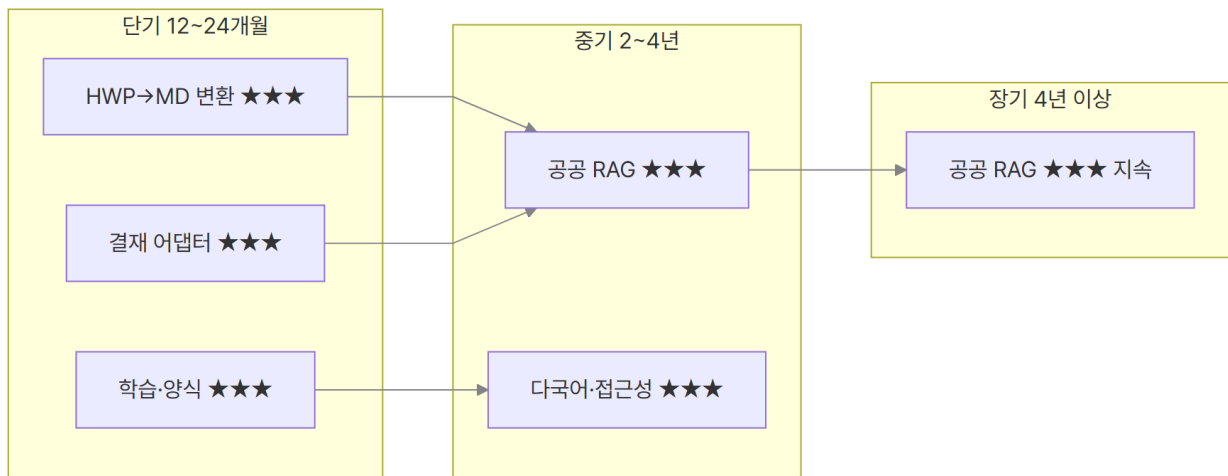 단기 12~24개월
HWP→MD 변환 ★★★
결재 어댑터 ★★★
학습·양식 ★★★
중기 2~4년
공공 RAG ★★★
다국어·접근성 ★★★
장기 4년 이상
공공 RAG ★★★ 지속